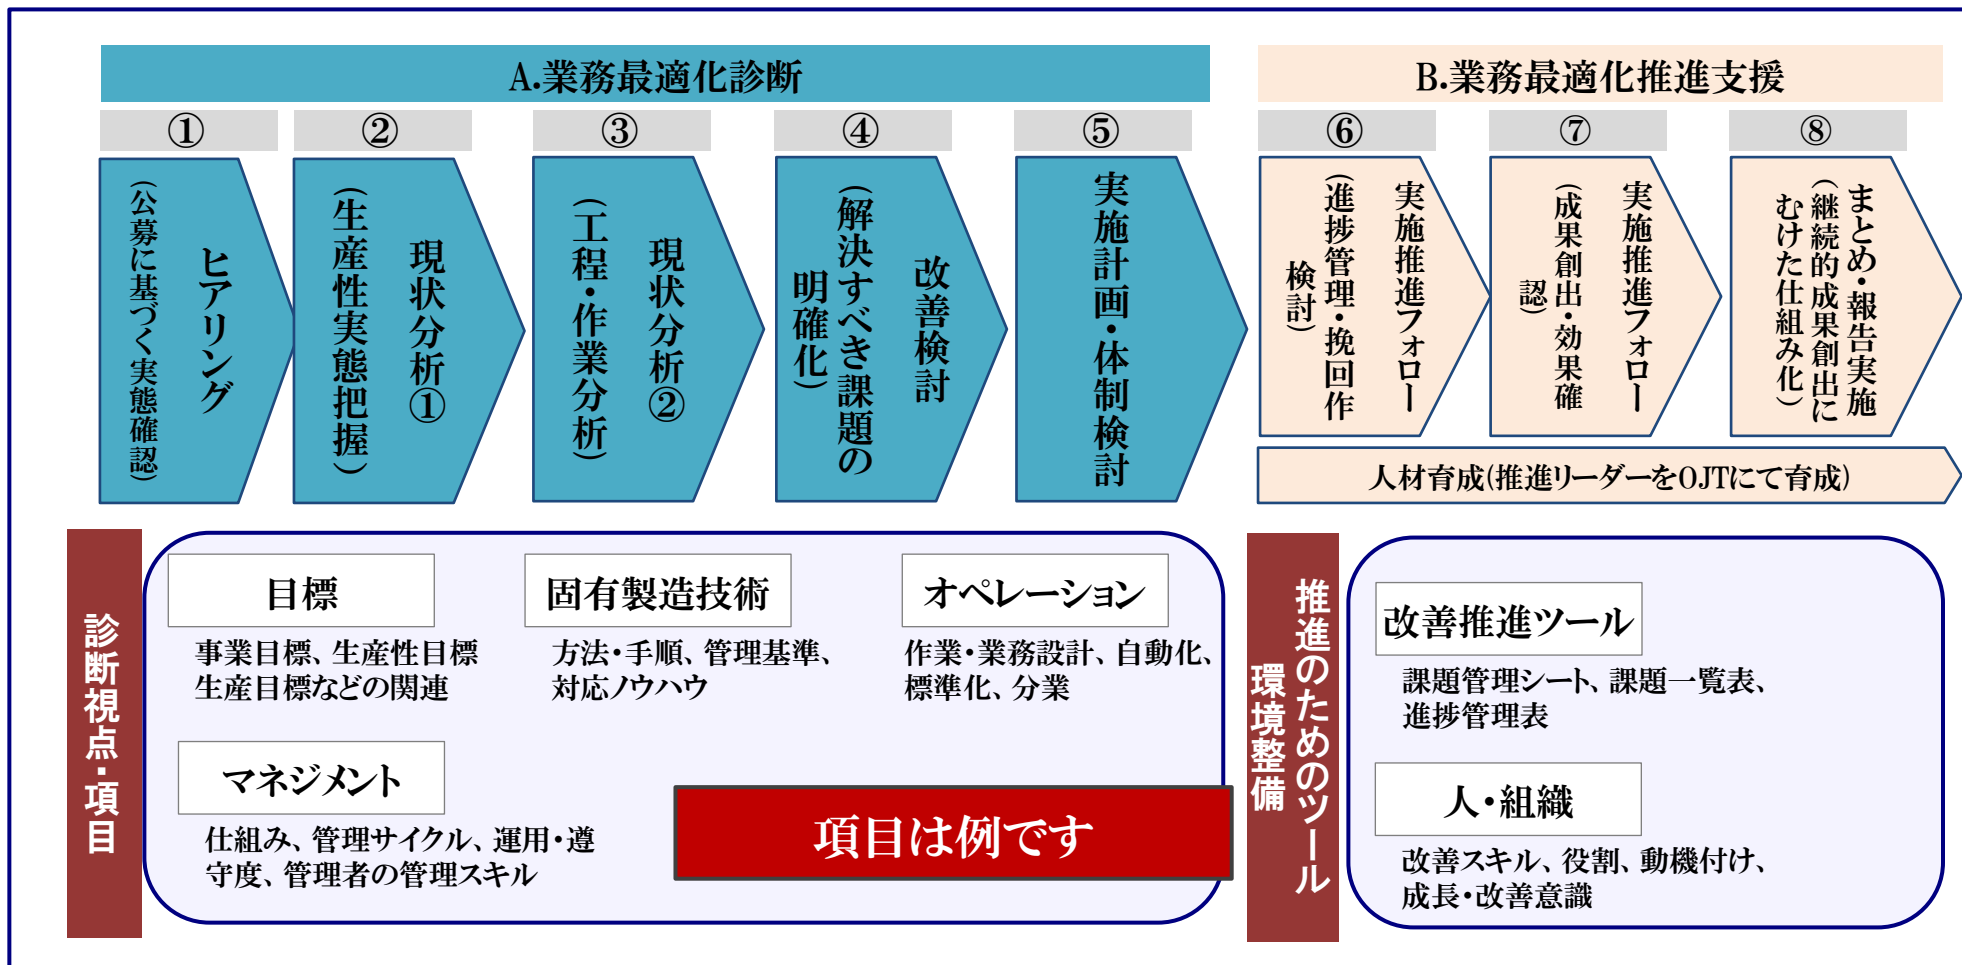 A.業務最適化診断
B.業務最適化推進支援
①
②
③
④
⑤
⑥
⑦
⑧
ヒアリング
(公募に基づく実態確認)
現状分析①
(生産性実態把握)
現状分析②
(工程・作業分析)
改善検討
(解決すべき課題の
明確化)
実施計画・体制検討
実施推進フォロー
(進捗管理・挽回作
検討)
実施推進フォロー
(成果創出・効果確
認)
まとめ・報告実施
(継続的成果創出に
むけた仕組み化)
人材育成(推進リーダーをOJTにて育成)
診断視点・項目
目標
事業目標、生産性目標
生産目標などの関連
固有製造技術
方法・手順、管理基準、
対応ノウハウ
オペレーション
作業・業務設計、自動化、
標準化、分業
マネジメント
仕組み、管理サイクル、運用・遵
守度、管理者の管理スキル
項目は例です
推進のためのツール
環境整備
改善推進ツール
課題管理シート、課題一覧表、
進捗管理表
人・組織
改善スキル、役割、動機付け、
成長・改善意識